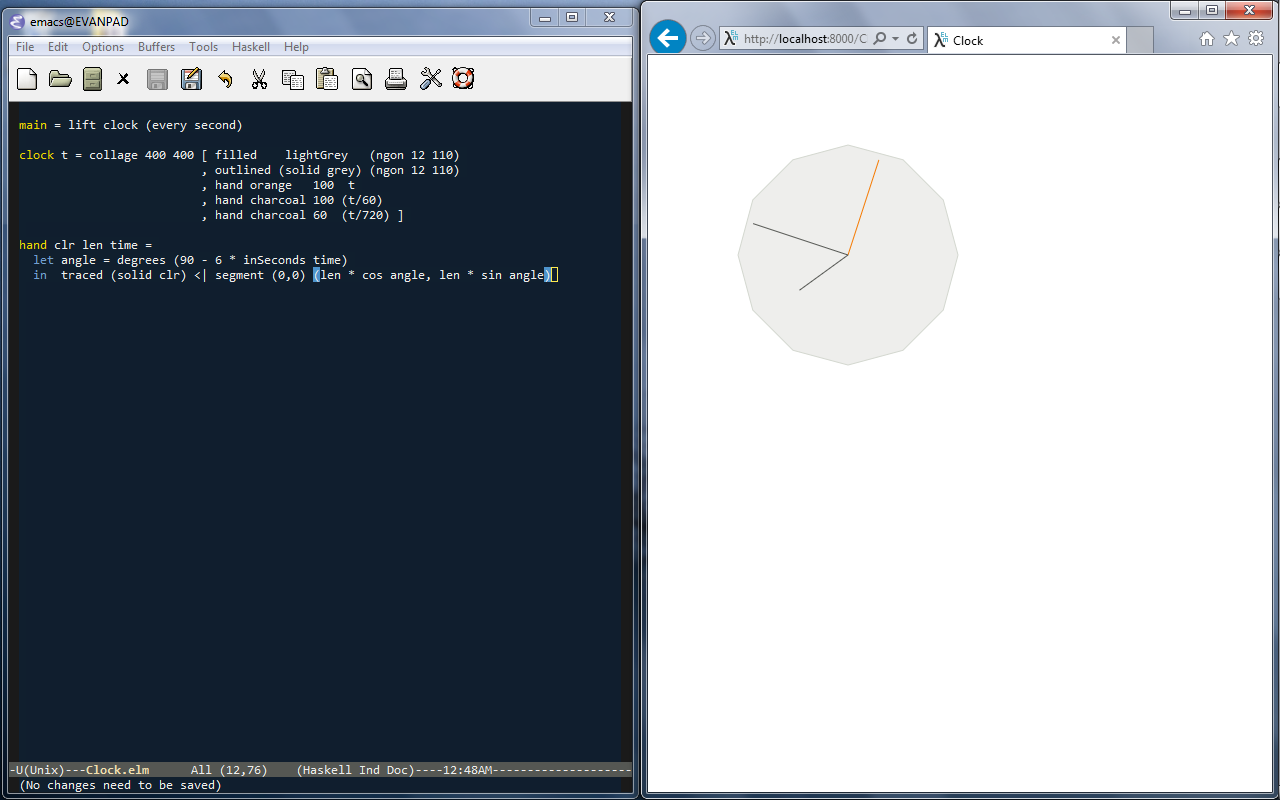 emacs@EVANPAD
File Edit Options Buffers Tools Haskell Help
main = lift clock (every second)
clock t = collage 400 400 [ filled    lightGrey   (ngon 12 110)
                          , outlined (solid grey) (ngon 12 110)
                          , hand orange   100  t
                          , hand charcoal 100 (t/60)
                          , hand charcoal 60  (t/720) ]
hand clr len time =
  let angle = degrees (90 - 6 * inSeconds time)
  in  traced (solid clr) <| segment (0,0) (len * cos angle, len * sin angle)
-U(Unix)---Clock.elm      All (12,76)    (Haskell Ind Doc)----12:48AM--------------------
(No changes need to be saved)
λElm http://localhost:8000/C
λElm Clock